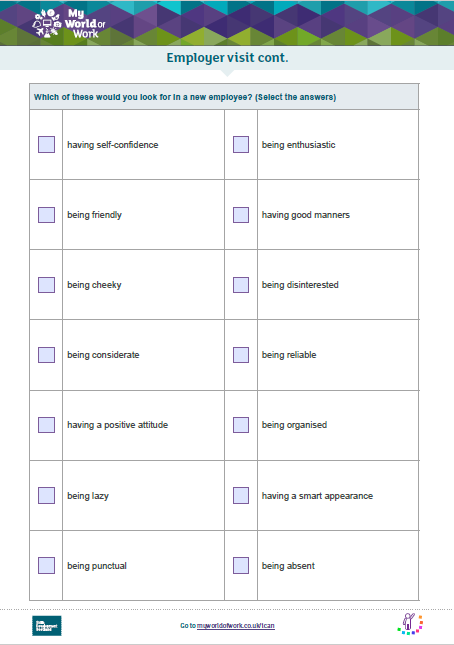 My
World of
Work
Employer visit cont.
Which of these would you look for in a new employee? (Select the answers)
having self-confidence
being enthusiastic
being friendly
having good manners
being cheeky
being disinterested
being considerate
being reliable
having a positive attitude
being organised
being lazy
having a smart appearance
being punctual
being absent
Go to myworldofwork.co.uk/ican